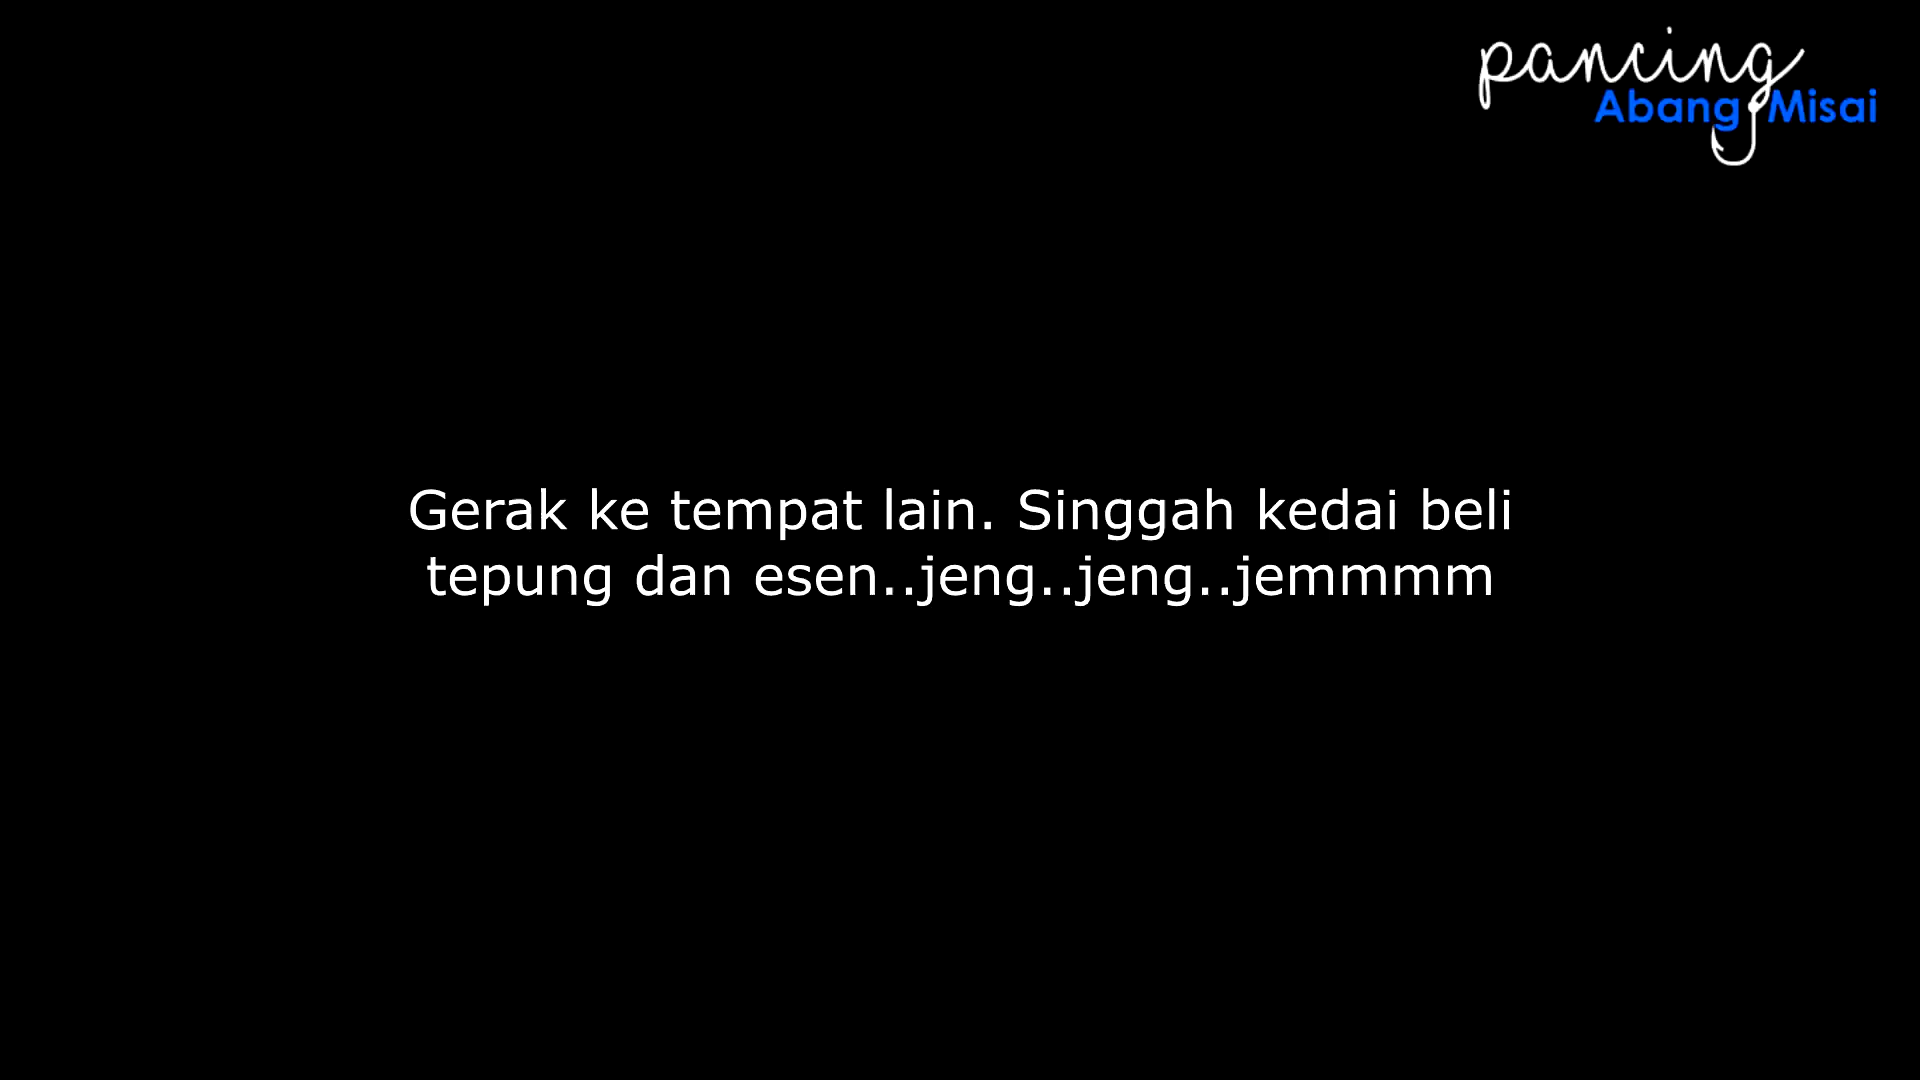 pancing
Abang Misai
Gerak ke tempat lain. Singgah kedai beli
tepung dan esen..jeng..jeng..jemmmm